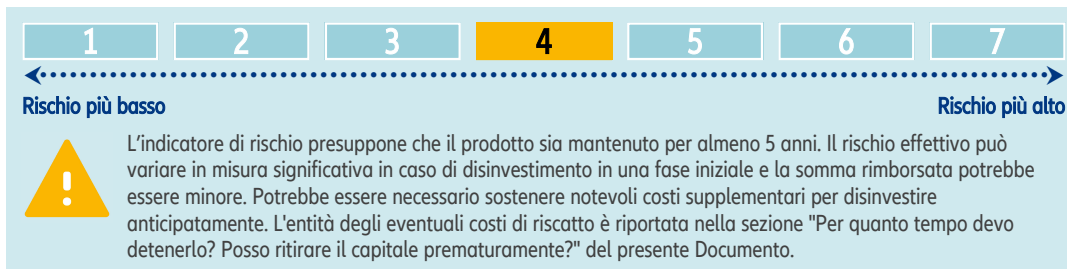 1 2 3 4 5 6 7
Rischio più basso Rischio più alto
L'indicatore di rischio presuppone che il prodotto sia mantenuto per almeno 5 anni. Il rischio effettivo può
variare in misura significativa in caso di disinvestimento in una fase iniziale e la somma rimborsata potrebbe
essere minore. Potrebbe essere necessario sostenere notevoli costi supplementari per disinvestire
anticipatamente. L'entità degli eventuali costi di riscatto è riportata nella sezione "Per quanto tempo devo
detenerlo? Posso ritirare il capitale prematuramente?" del presente Documento.